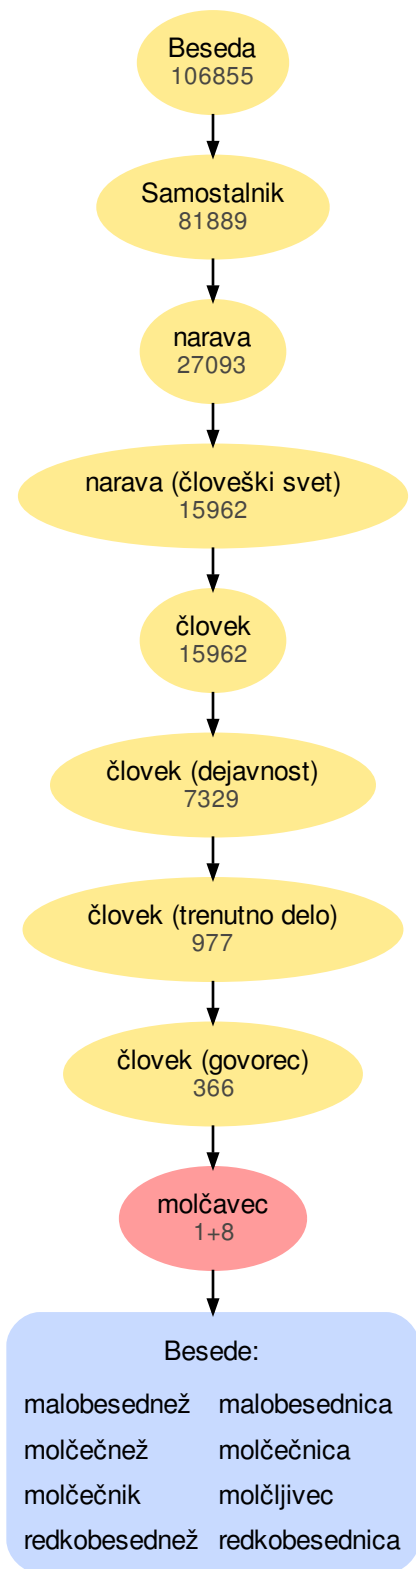 Beseda
106855
Samostalnik
81889
narava
27093
narava (človeški svet)
15962
človek
15962
človek (dejavnost)
7329
človek (trenutno delo)
977
človek (govorec)
366
molčavec
1+8
Besede:
malobesednež malobesednica
molčečnež molčečnica
molčečnik molčljivec
redkobesednež redkobesednica